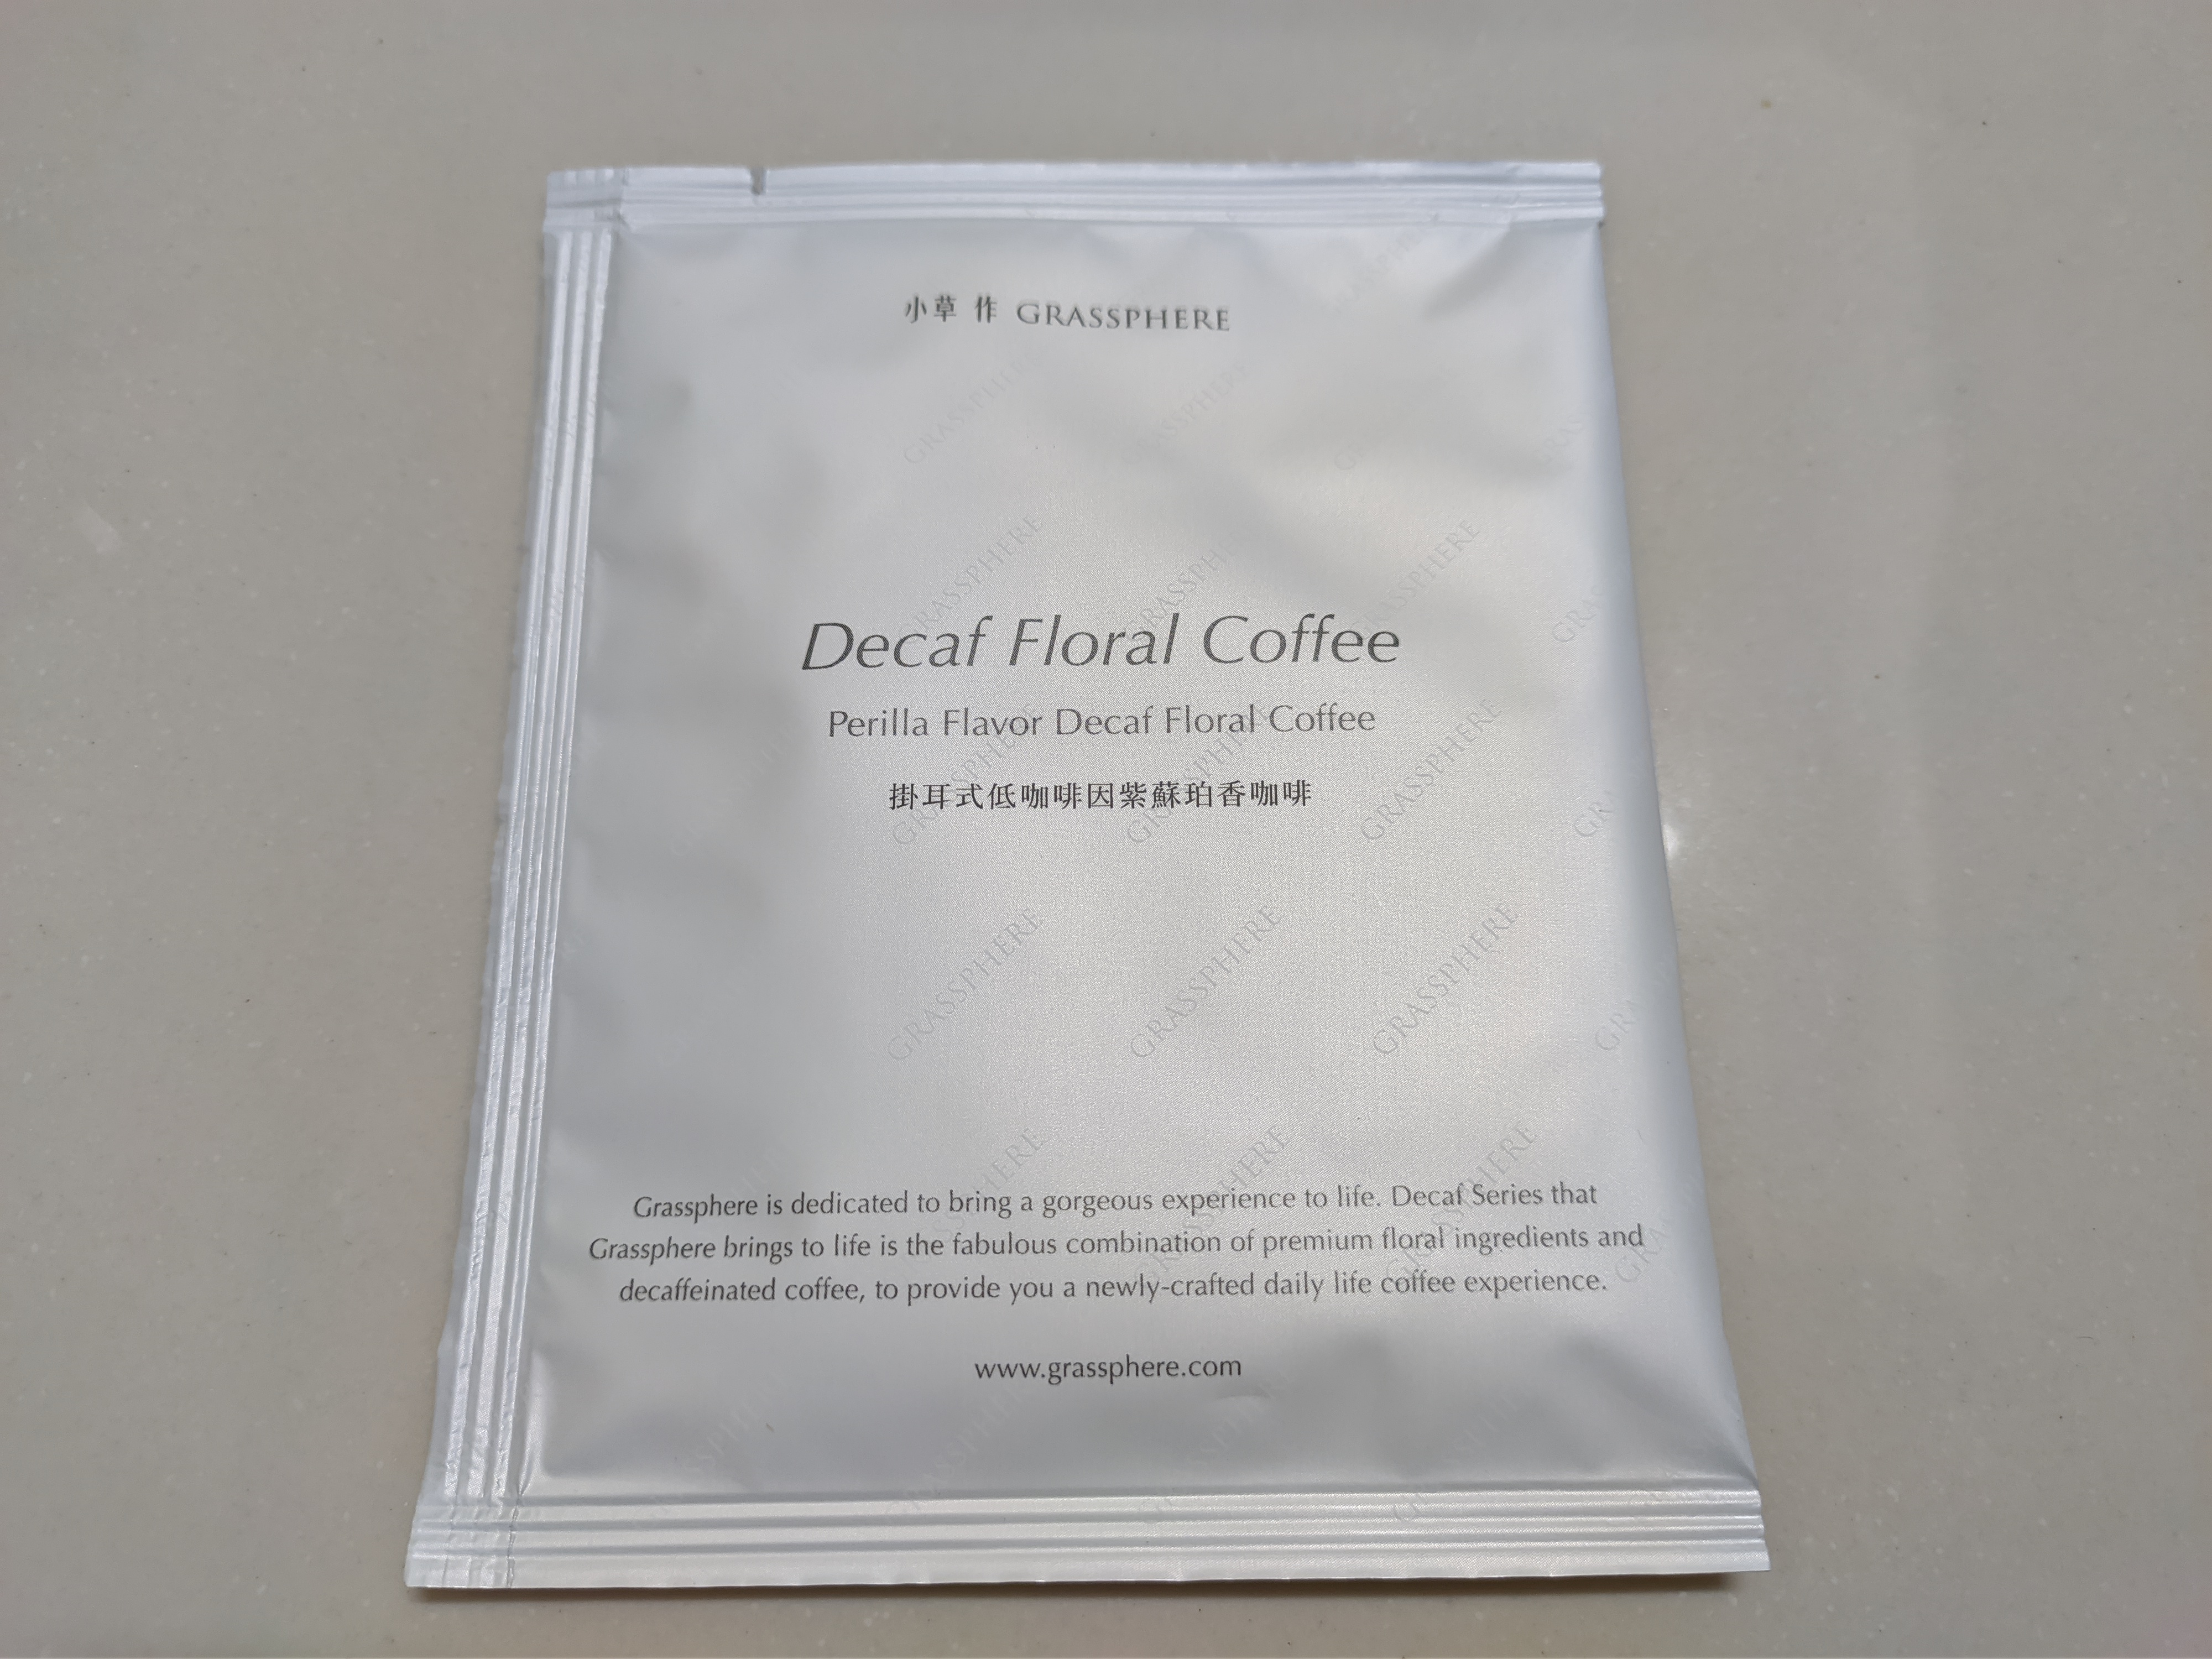 小草 作 GRASSPHERE
Decaf Floral Coffee
Perilla Flavor Decaf Floral Coffee
掛耳式低咖啡因紫蘇珀香咖啡
Grassphere is dedicated to bring a gorgeous experience to life. Decaf Series that
Grassphere brings to life is the fabulous combination of premium floral ingredients and
decaffeinated coffee, to provide you a newly-crafted daily life coffee experience.
www.grassphere.com